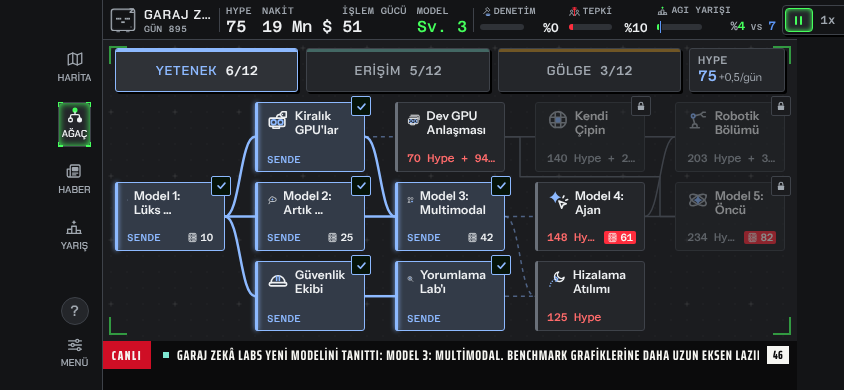 GARAJ Z...
GÜN 895
HYPE
75
NAKİT
19 Mn $
İŞLEM GÜCÜ
51
MODEL
Sv. 3
DENETİM
%0
TEPKİ
%10
AGI YARIŞI
%4 vs 7
1x
HARİTA
AĞAÇ
HABER
YARIŞ
?
MENÜ
YETENEK 6/12
ERİŞİM 5/12
GÖLGE 3/12
HYPE
75 +0,5/gün
Kiralık
GPU'lar
SENDE
Dev GPU
Anlaşması
70 Hype + 94...
Kendi
Çipin
140 Hype + 2...
Robotik
Bölümü
203 Hype + 3...
Model 1:
Lüks ...
SENDE 10
Model 2:
Artık ...
SENDE 25
Model 3:
Multimodal
SENDE 42
Model 4:
Ajan
148 Hy... 61
Model 5:
Öncü
234 Hy... 82
Güvenlik
Ekibi
SENDE
Yorumlama
Lab'ı
SENDE
Hizalama
Atılımı
125 Hype
CANLI
GARAJ ZEKÂ LABS YENİ MODELİNİ TANITTI: MODEL 3: MULTİMODAL. BENCHMARK GRAFİKLERİNE DAHA UZUN EKSEN LAZII
46